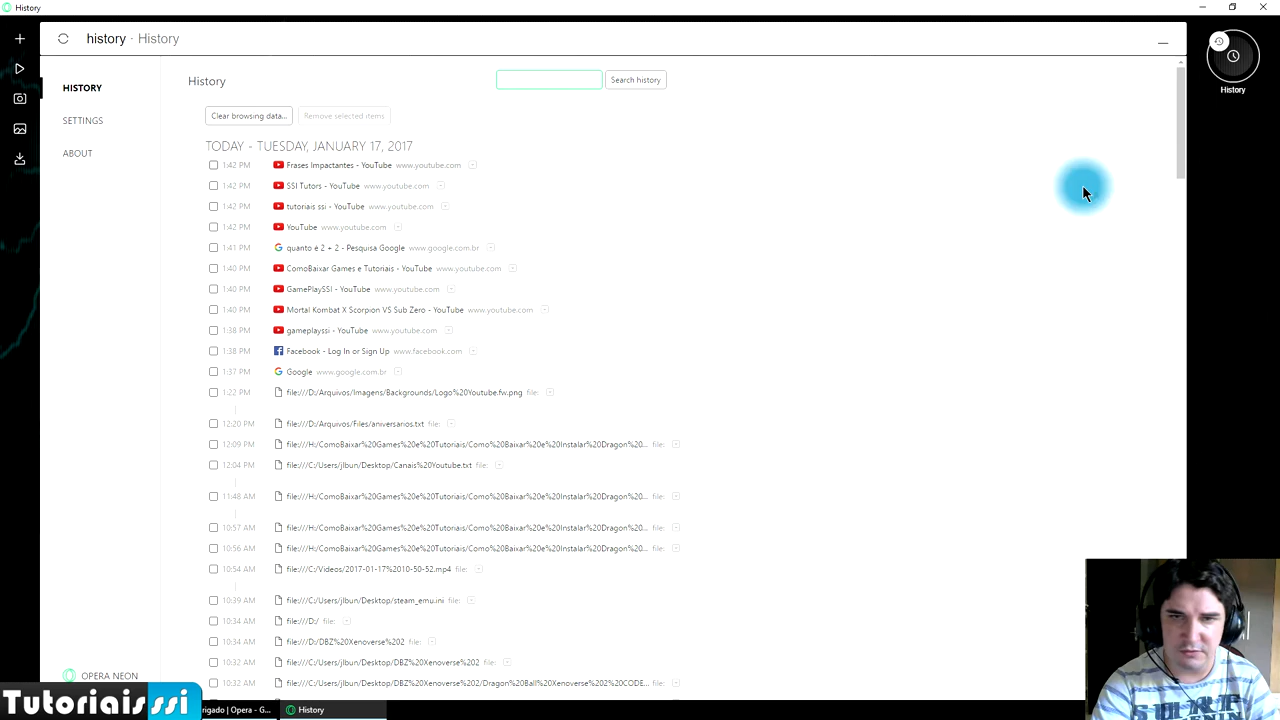 History
history · History
History
HISTORY
SETTINGS
ABOUT
History
Search history
Clear browsing data...
Remove selected items
TODAY - TUESDAY, JANUARY 17, 2017
1:42 PM Frases Impactantes - YouTube www.youtube.com
1:42 PM SSI Tutors - YouTube www.youtube.com
1:42 PM tutoriais ssi - YouTube www.youtube.com
1:42 PM YouTube www.youtube.com
1:41 PM quanto é 2 + 2 - Pesquisa Google www.google.com.br
1:40 PM ComoBaixar Games e Tutoriais - YouTube www.youtube.com
1:40 PM GamePlaySSI - YouTube www.youtube.com
1:40 PM Mortal Kombat X Scorpion VS Sub Zero - YouTube www.youtube.com
1:38 PM gameplayssi - YouTube www.youtube.com
1:38 PM Facebook - Log In or Sign Up www.facebook.com
1:37 PM Google www.google.com.br
1:22 PM file:///D:/Arquivos/Imagens/Backgrounds/Logo%20Youtube.fw.png file:
12:20 PM file:///D:/Arquivos/Files/aniversarios.txt file:
12:09 PM file:///H:/ComoBaixar%20Games%20e%20Tutoriais/Como%20Baixar%20e%20Instalar%20Dragon%20... file:
12:04 PM file:///C:/Users/jlbun/Desktop/Canais%20Youtube.txt file:
11:48 AM file:///H:/ComoBaixar%20Games%20e%20Tutoriais/Como%20Baixar%20e%20Instalar%20Dragon%20... file:
10:57 AM file:///H:/ComoBaixar%20Games%20e%20Tutoriais/Como%20Baixar%20e%20Instalar%20Dragon%20... file:
10:56 AM file:///H:/ComoBaixar%20Games%20e%20Tutoriais/Como%20Baixar%20e%20Instalar%20Dragon%20... file:
10:54 AM file:///C:/Videos/2017-01-17%2010-50-52.mp4 file:
10:39 AM file:///C:/Users/jlbun/Desktop/steam_emu.ini file:
10:34 AM file:///D:/ file:
10:34 AM file:///D:/DBZ%20Xenoverse%202 file:
10:32 AM file:///C:/Users/jlbun/Desktop/DBZ%20Xenoverse%202 file:
10:32 AM file:///C:/Users/jlbun/Desktop/DBZ%20Xenoverse%202/Dragon%20Ball%20Xenoverse%202%20CODE... file:
OPERA NEON
Tutoriaisssi
rigado | Opera - G...
History